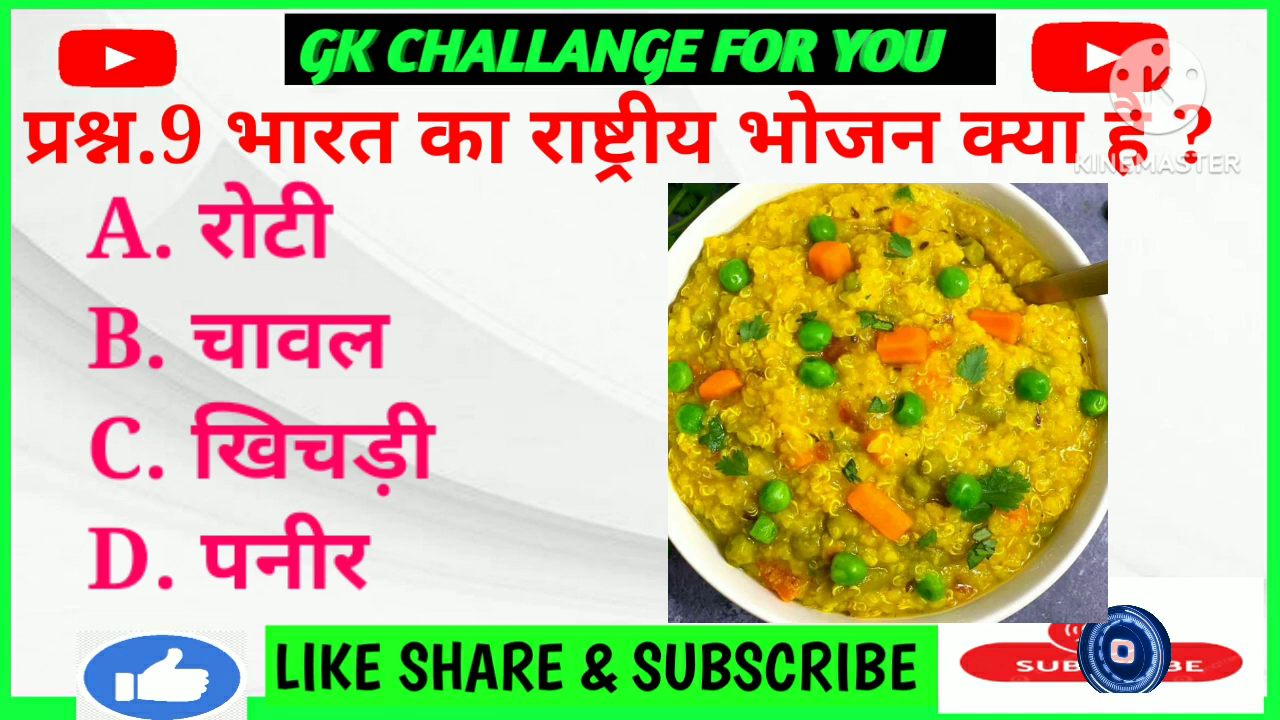 GK CHALLANGE FOR YOU
प्रश्न.9 भारत का राष्ट्रीय भोजन क्या है ?
KINEMASTER
A. रोटी
B. चावल
C. खिचड़ी
D. पनीर
LIKE SHARE & SUBSCRIBE